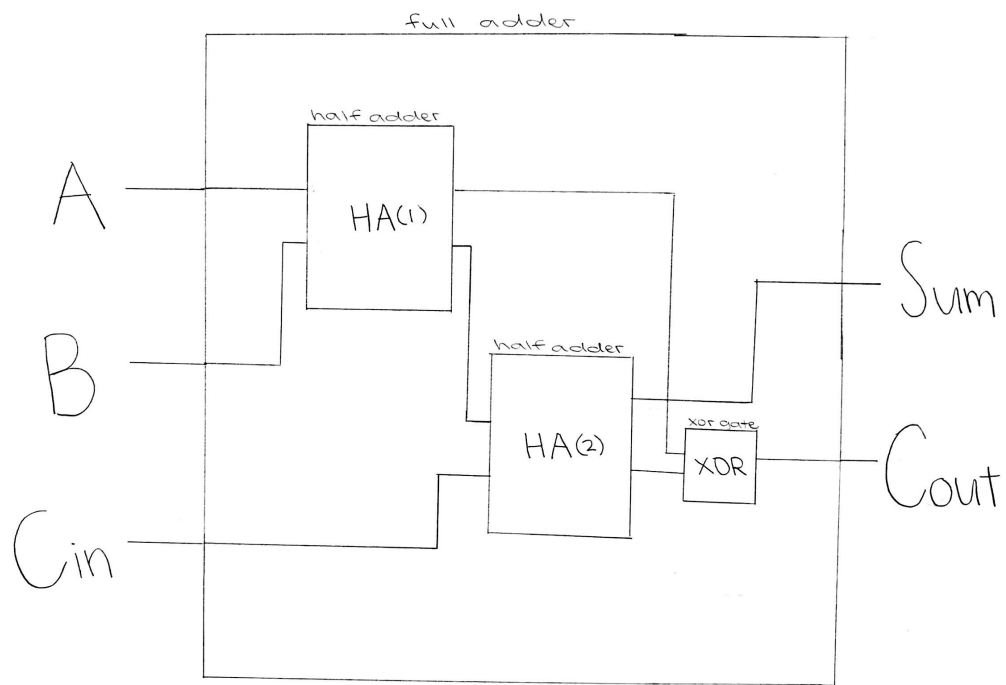 full adder
half adder
HA(1)
A
B
Cin
half adder
HA(2)
xor gate
XOR
Sum
Cout